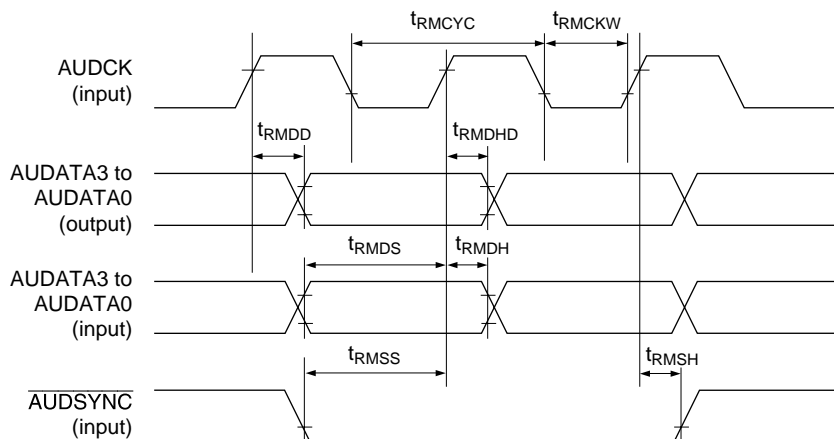 tRMCYC tRMCKW
AUDCK
(input)
tRMDD tRMDHD
AUDATA3 to
AUDATA0
(output)
tRMDS tRMDH
AUDATA3 to
AUDATA0
(input)
tRMSS tRMSH
AUDSYNC
(input)